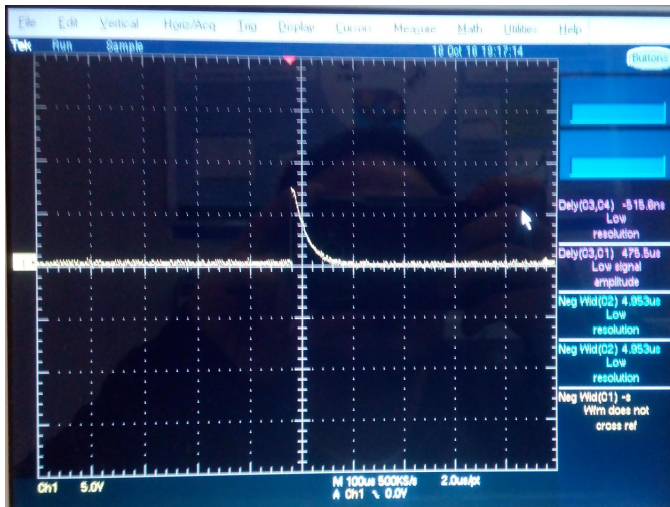 File Edit Vertical Horiz/Acq Trig Display Cursors Measure Math Utilities Help
Tek Run Sample 18 Oct 16 19:17:14 Buttons
Dely(C3,C4) -515.6ns
Low
resolution
Dely(C3,C1) 475.5us
Low signal
amplitude
Neg Wid(C2) 4.953us
Low
resolution
Neg Wid(C2) 4.953us
Low
resolution
Neg Wid(C1) -s
Wfm does not
cross ref
Ch1 5.0V M 100us 500KS/s 2.0us/pt
A Ch1 0.0V